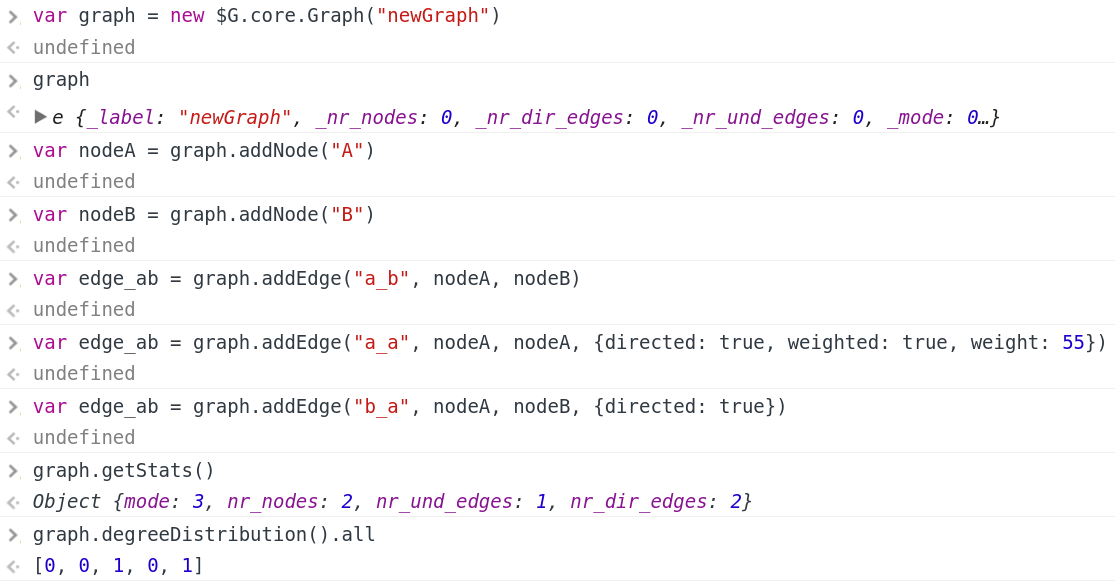 var graph = new $G.core.Graph("newGraph")
undefined
graph
e {_label: "newGraph", _nr_nodes: 0, _nr_dir_edges: 0, _nr_und_edges: 0, _mode: 0…}
var nodeA = graph.addNode("A")
undefined
var nodeB = graph.addNode("B")
undefined
var edge_ab = graph.addEdge("a_b", nodeA, nodeB)
undefined
var edge_ab = graph.addEdge("a_a", nodeA, nodeA, {directed: true, weighted: true, weight: 55})
undefined
var edge_ab = graph.addEdge("b_a", nodeA, nodeB, {directed: true})
undefined
graph.getStats()
Object {mode: 3, nr_nodes: 2, nr_und_edges: 1, nr_dir_edges: 2}
graph.degreeDistribution().all
[0, 0, 1, 0, 1]